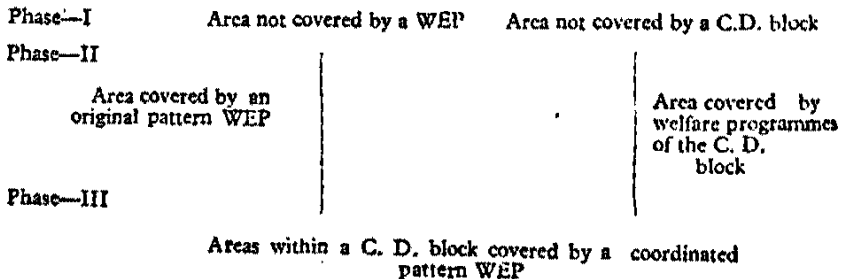 Phase—I Area not covered by a WEP Area not covered by a C.D. block
Phase—II
Area covered by an
original pattern WEP
Area covered by
welfare programmes
of the C. D.
block
Phase—III
Areas within a C. D. block covered by a coordinated
pattern WEP